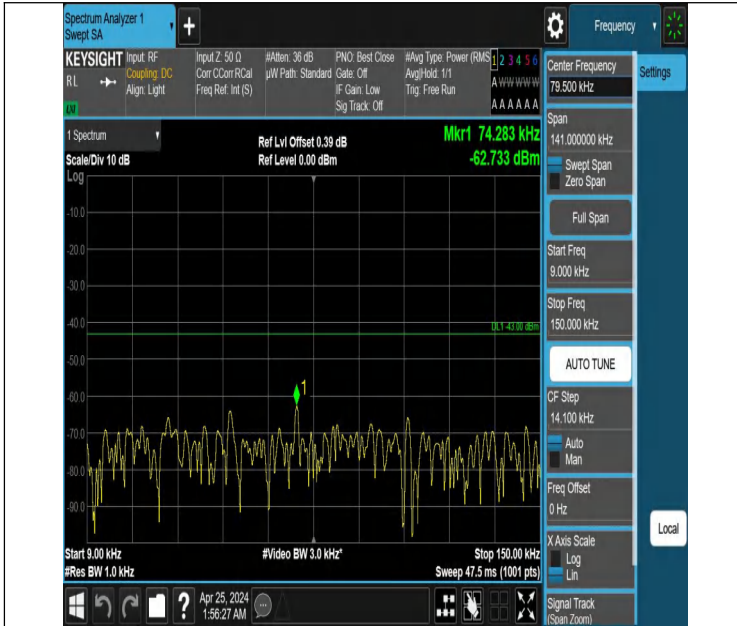 Spectrum Analyzer 1
Swept SA
+
Frequency
KEYSIGHT
RL
Input: RF
Coupling: DC
Align: Light
Input Z: 50 Ω
Corr CCorr RCal
Freq Ref: Int (S)
#Atten: 36 dB
µW Path: Standard
PNO: Best Close
Gate: Off
IF Gain: Low
Sig Track: Off
#Avg Type: Power (RMS
Avg|Hold: 1/1
Trig: Free Run
1 2 3 4 5 6
A W W W W W
A A A A A A
1 Spectrum
Scale/Div 10 dB
Log
Ref Lvl Offset 0.39 dB
Ref Level 0.00 dBm
Mkr1 74.283 kHz
-62.733 dBm
-10.0
-20.0
-30.0
-40.0
DL1 -43.00 dBm
-50.0
-60.0
1
-70.0
-80.0
-90.0
Start 9.00 kHz
#Video BW 3.0 kHz*
Stop 150.00 kHz
#Res BW 1.0 kHz
Sweep 47.5 ms (1001 pts)
?
Apr 25, 2024
1:56:27 AM
Center Frequency
79.500 kHz
Settings
Span
141.000000 kHz
Swept Span
Zero Span
Full Span
Start Freq
9.000 kHz
Stop Freq
150.000 kHz
AUTO TUNE
CF Step
14.100 kHz
Auto
Man
Freq Offset
0 Hz
Local
X Axis Scale
Log
Lin
Signal Track
(Span Zoom)